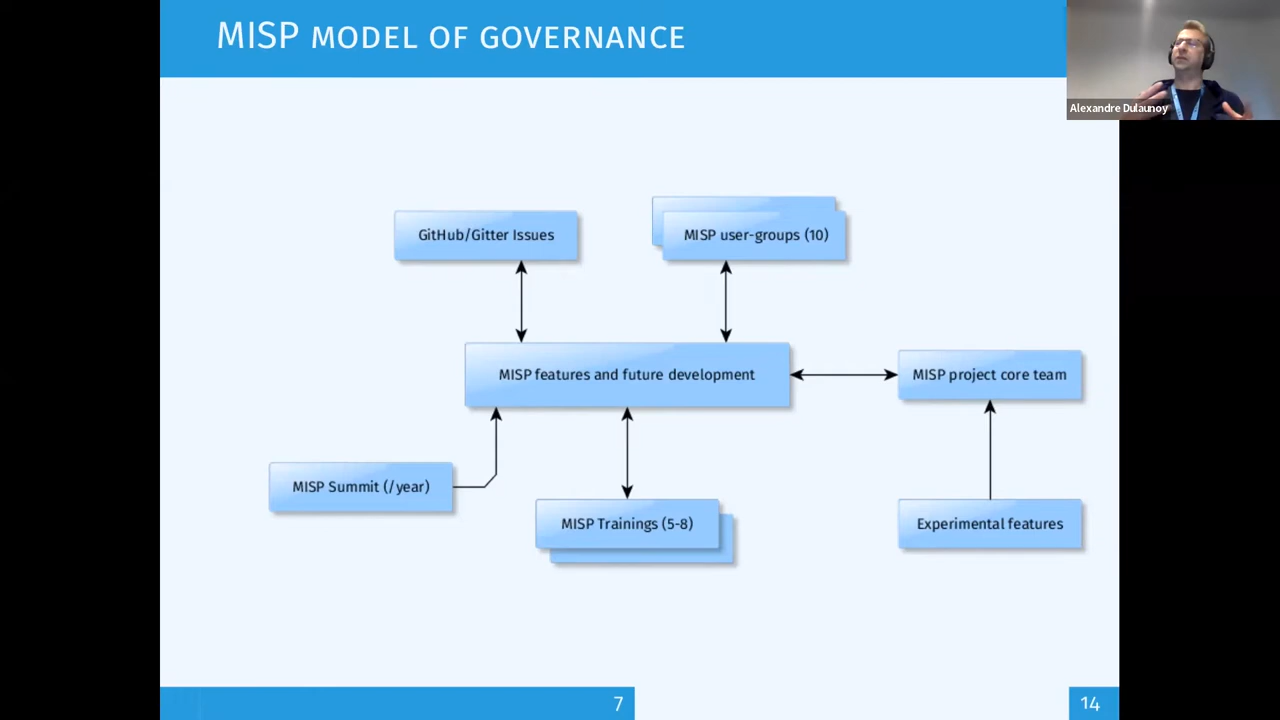 MISP MODEL OF GOVERNANCE
Alexandre Dulaunoy
GitHub/Gitter Issues
MISP user-groups (10)
MISP features and future development
MISP project core team
MISP Summit (/year)
MISP Trainings (5-8)
Experimental features
7
14